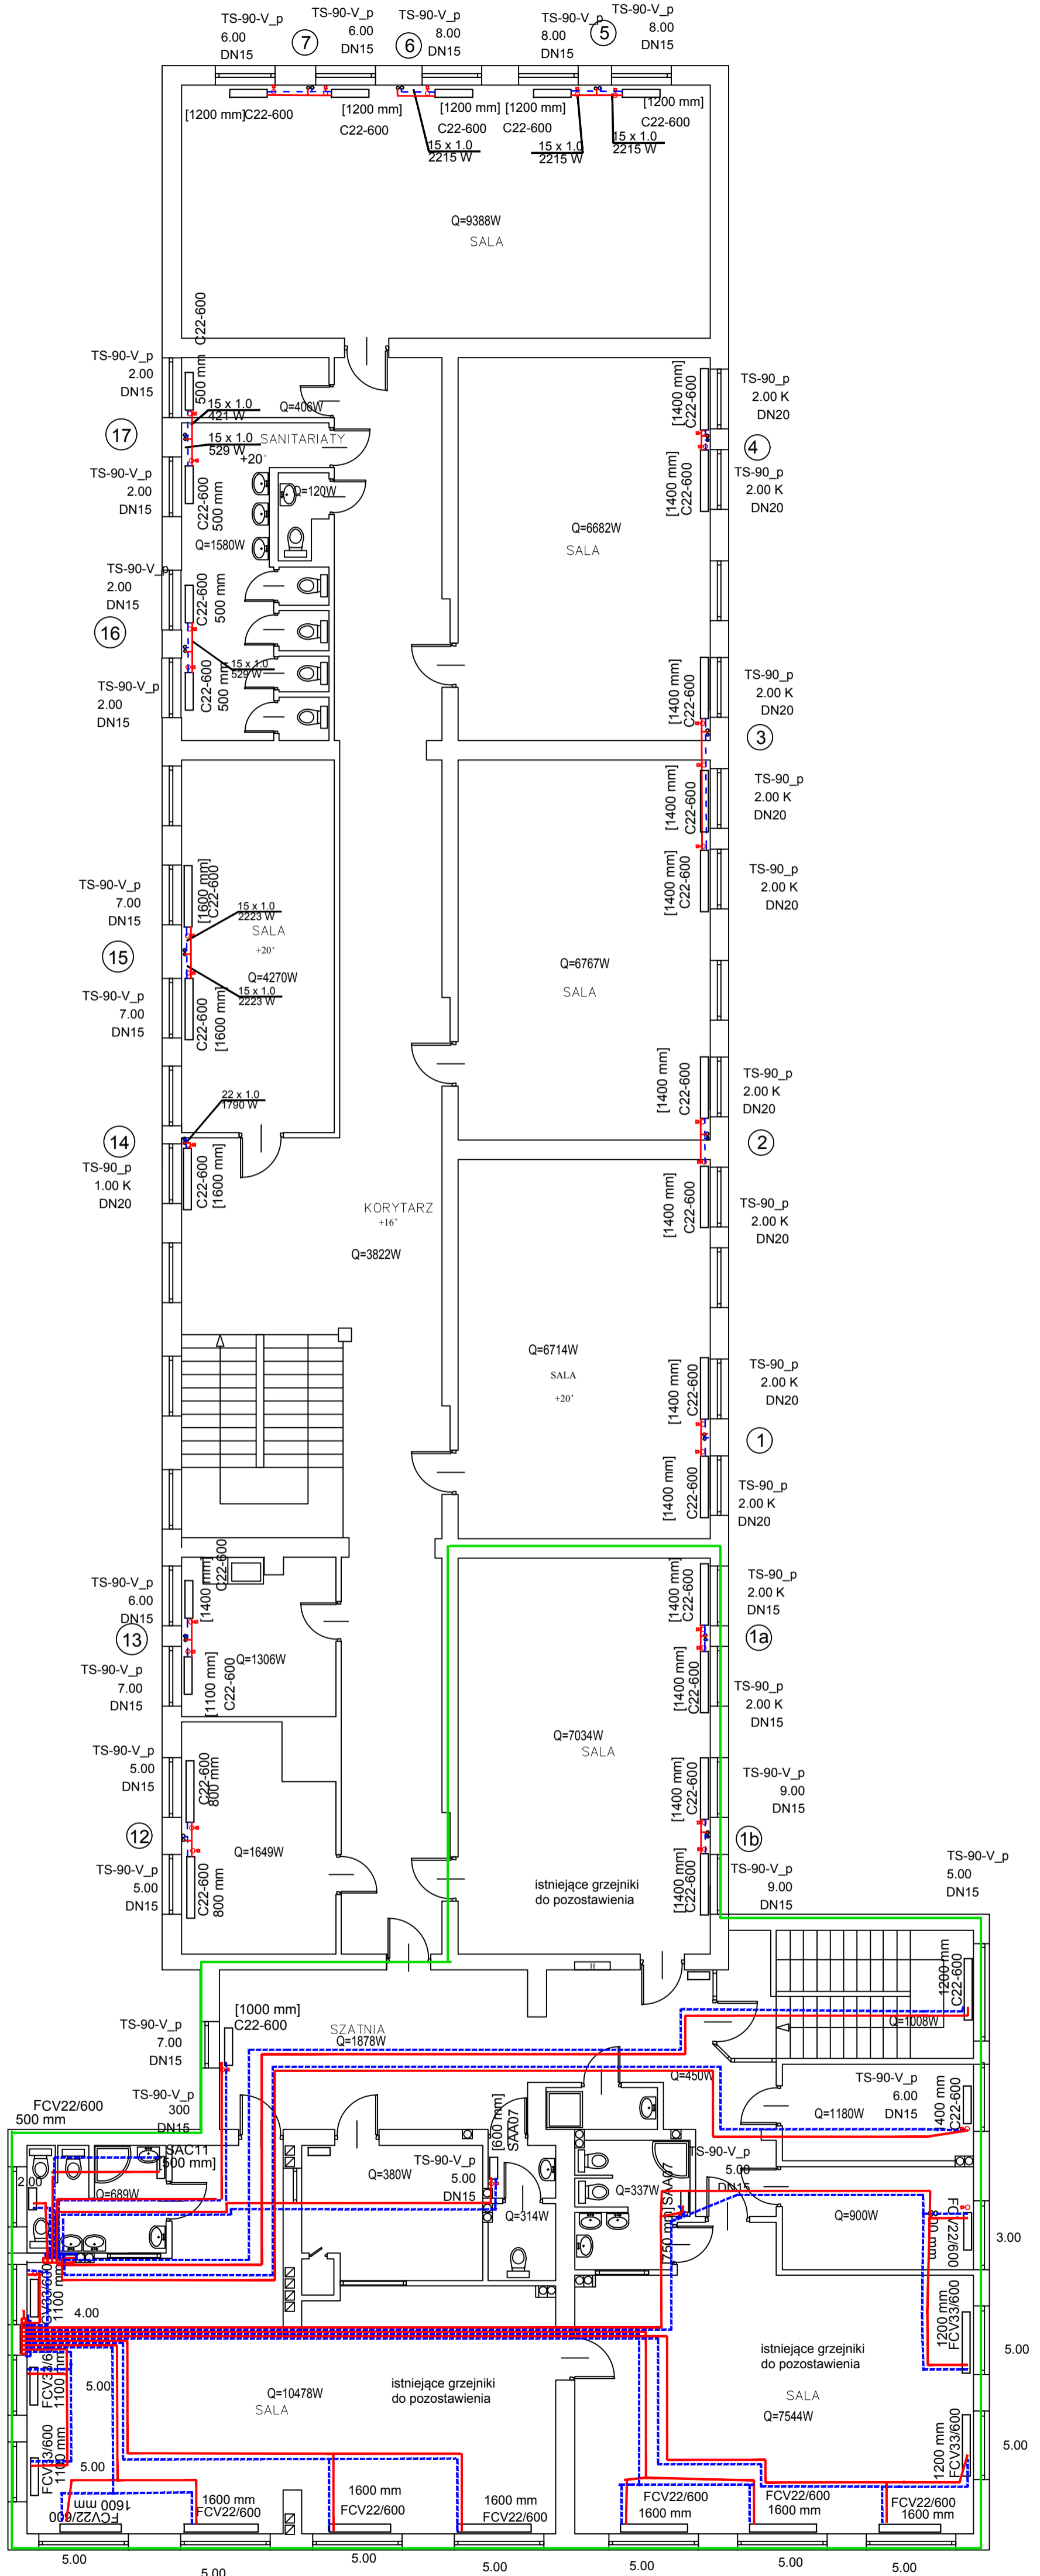 TS-90-V_p
6.00
DN15
7
TS-90-V_p
6.00
DN15
6
TS-90-V_p
8.00
DN15
TS-90-V_p
8.00
DN15
5
TS-90-V_p
8.00
DN15
[1200 mm]
C22-600
[1200 mm]
C22-600
[1200 mm]
C22-600
[1200 mm]
C22-600
[1200 mm]
C22-600
15 x 1.0
2215 W
15 x 1.0
2215 W
15 x 1.0
2215 W
Q=9388W
SALA
C22-600
500 mm
TS-90-V_p
2.00
DN15
15 x 1.0
421 W
Q=406W
17
15 x 1.0
529 W
SANITARIATY
+20°
TS-90-V_p
2.00
DN15
C22-600
500 mm
Q=120W
Q=1580W
[1400 mm]
C22-600
TS-90_p
2.00 K
DN20
4
[1400 mm]
C22-600
TS-90_p
2.00 K
DN20
Q=6682W
SALA
TS-90-V_p
2.00
DN15
C22-600
500 mm
16
15 x 1.0
529 W
TS-90-V_p
2.00
DN15
C22-600
500 mm
[1400 mm]
C22-600
TS-90_p
2.00 K
DN20
3
[1400 mm]
C22-600
TS-90_p
2.00 K
DN20
[1400 mm]
C22-600
TS-90_p
2.00 K
DN20
TS-90-V_p
7.00
DN15
[1600 mm]
C22-600
15 x 1.0
2223 W
SALA
+20°
15
Q=4270W
15 x 1.0
2223 W
TS-90-V_p
7.00
DN15
C22-600
[1600 mm]
Q=6767W
SALA
[1400 mm]
C22-600
TS-90_p
2.00 K
DN20
22 x 1.0
1790 W
14
2
TS-90_p
1.00 K
DN20
C22-600
[1600 mm]
[1400 mm]
C22-600
TS-90_p
2.00 K
DN20
KORYTARZ
+16°
Q=3822W
Q=6714W
SALA
+20°
[1400 mm]
C22-600
TS-90_p
2.00 K
DN20
1
[1400 mm]
C22-600
TS-90_p
2.00 K
DN20
TS-90-V_p
6.00
DN15
[1400 mm]
C22-600
13
Q=1306W
TS-90-V_p
7.00
DN15
[1100 mm]
C22-600
[1400 mm]
C22-600
TS-90_p
2.00 K
DN15
1a
[1400 mm]
C22-600
TS-90_p
2.00 K
DN15
Q=7034W
SALA
TS-90-V_p
5.00
DN15
C22-600
800 mm
12
Q=1649W
TS-90-V_p
5.00
DN15
C22-600
800 mm
[1400 mm]
C22-600
TS-90-V_p
9.00
DN15
1b
[1400 mm]
C22-600
TS-90-V_p
9.00
DN15
istniejące grzejniki
do pozostawienia
TS-90-V_p
5.00
DN15
1200 mm
C22-600
Q=1008W
[1000 mm]
C22-600
TS-90-V_p
7.00
DN15
SZATNIA
Q=1878W
Q=450W
TS-90-V_p
6.00
DN15
Q=1180W
C22-600
TS-90-V_p
300
DN15
FCV22/600
500 mm
SAC11
[500 mm]
2.00
Q=689W
Q=380W
TS-90-V_p
5.00
DN15
[600 mm]
SAA07
Q=314W
Q=337W
TS-90-V_p
5.00
DN15
[750 mm]
SAA07
Q=900W
FCV22/600
3.00
1100 mm
4.00
FCV33/600
1100 mm
5.00
FCV33/600
1100 mm
5.00
Q=10478W
SALA
istniejące grzejniki
do pozostawienia
istniejące grzejniki
do pozostawienia
SALA
Q=7544W
1200 mm
FCV33/600
5.00
1200 mm
FCV33/600
5.00
1600 mm
FCV22/600
1600 mm
FCV22/600
1600 mm
FCV22/600
1600 mm
FCV22/600
FCV22/600
1600 mm
FCV22/600
1600 mm
FCV22/600
1600 mm
5.00
5.00
5.00
5.00
5.00
5.00
5.00